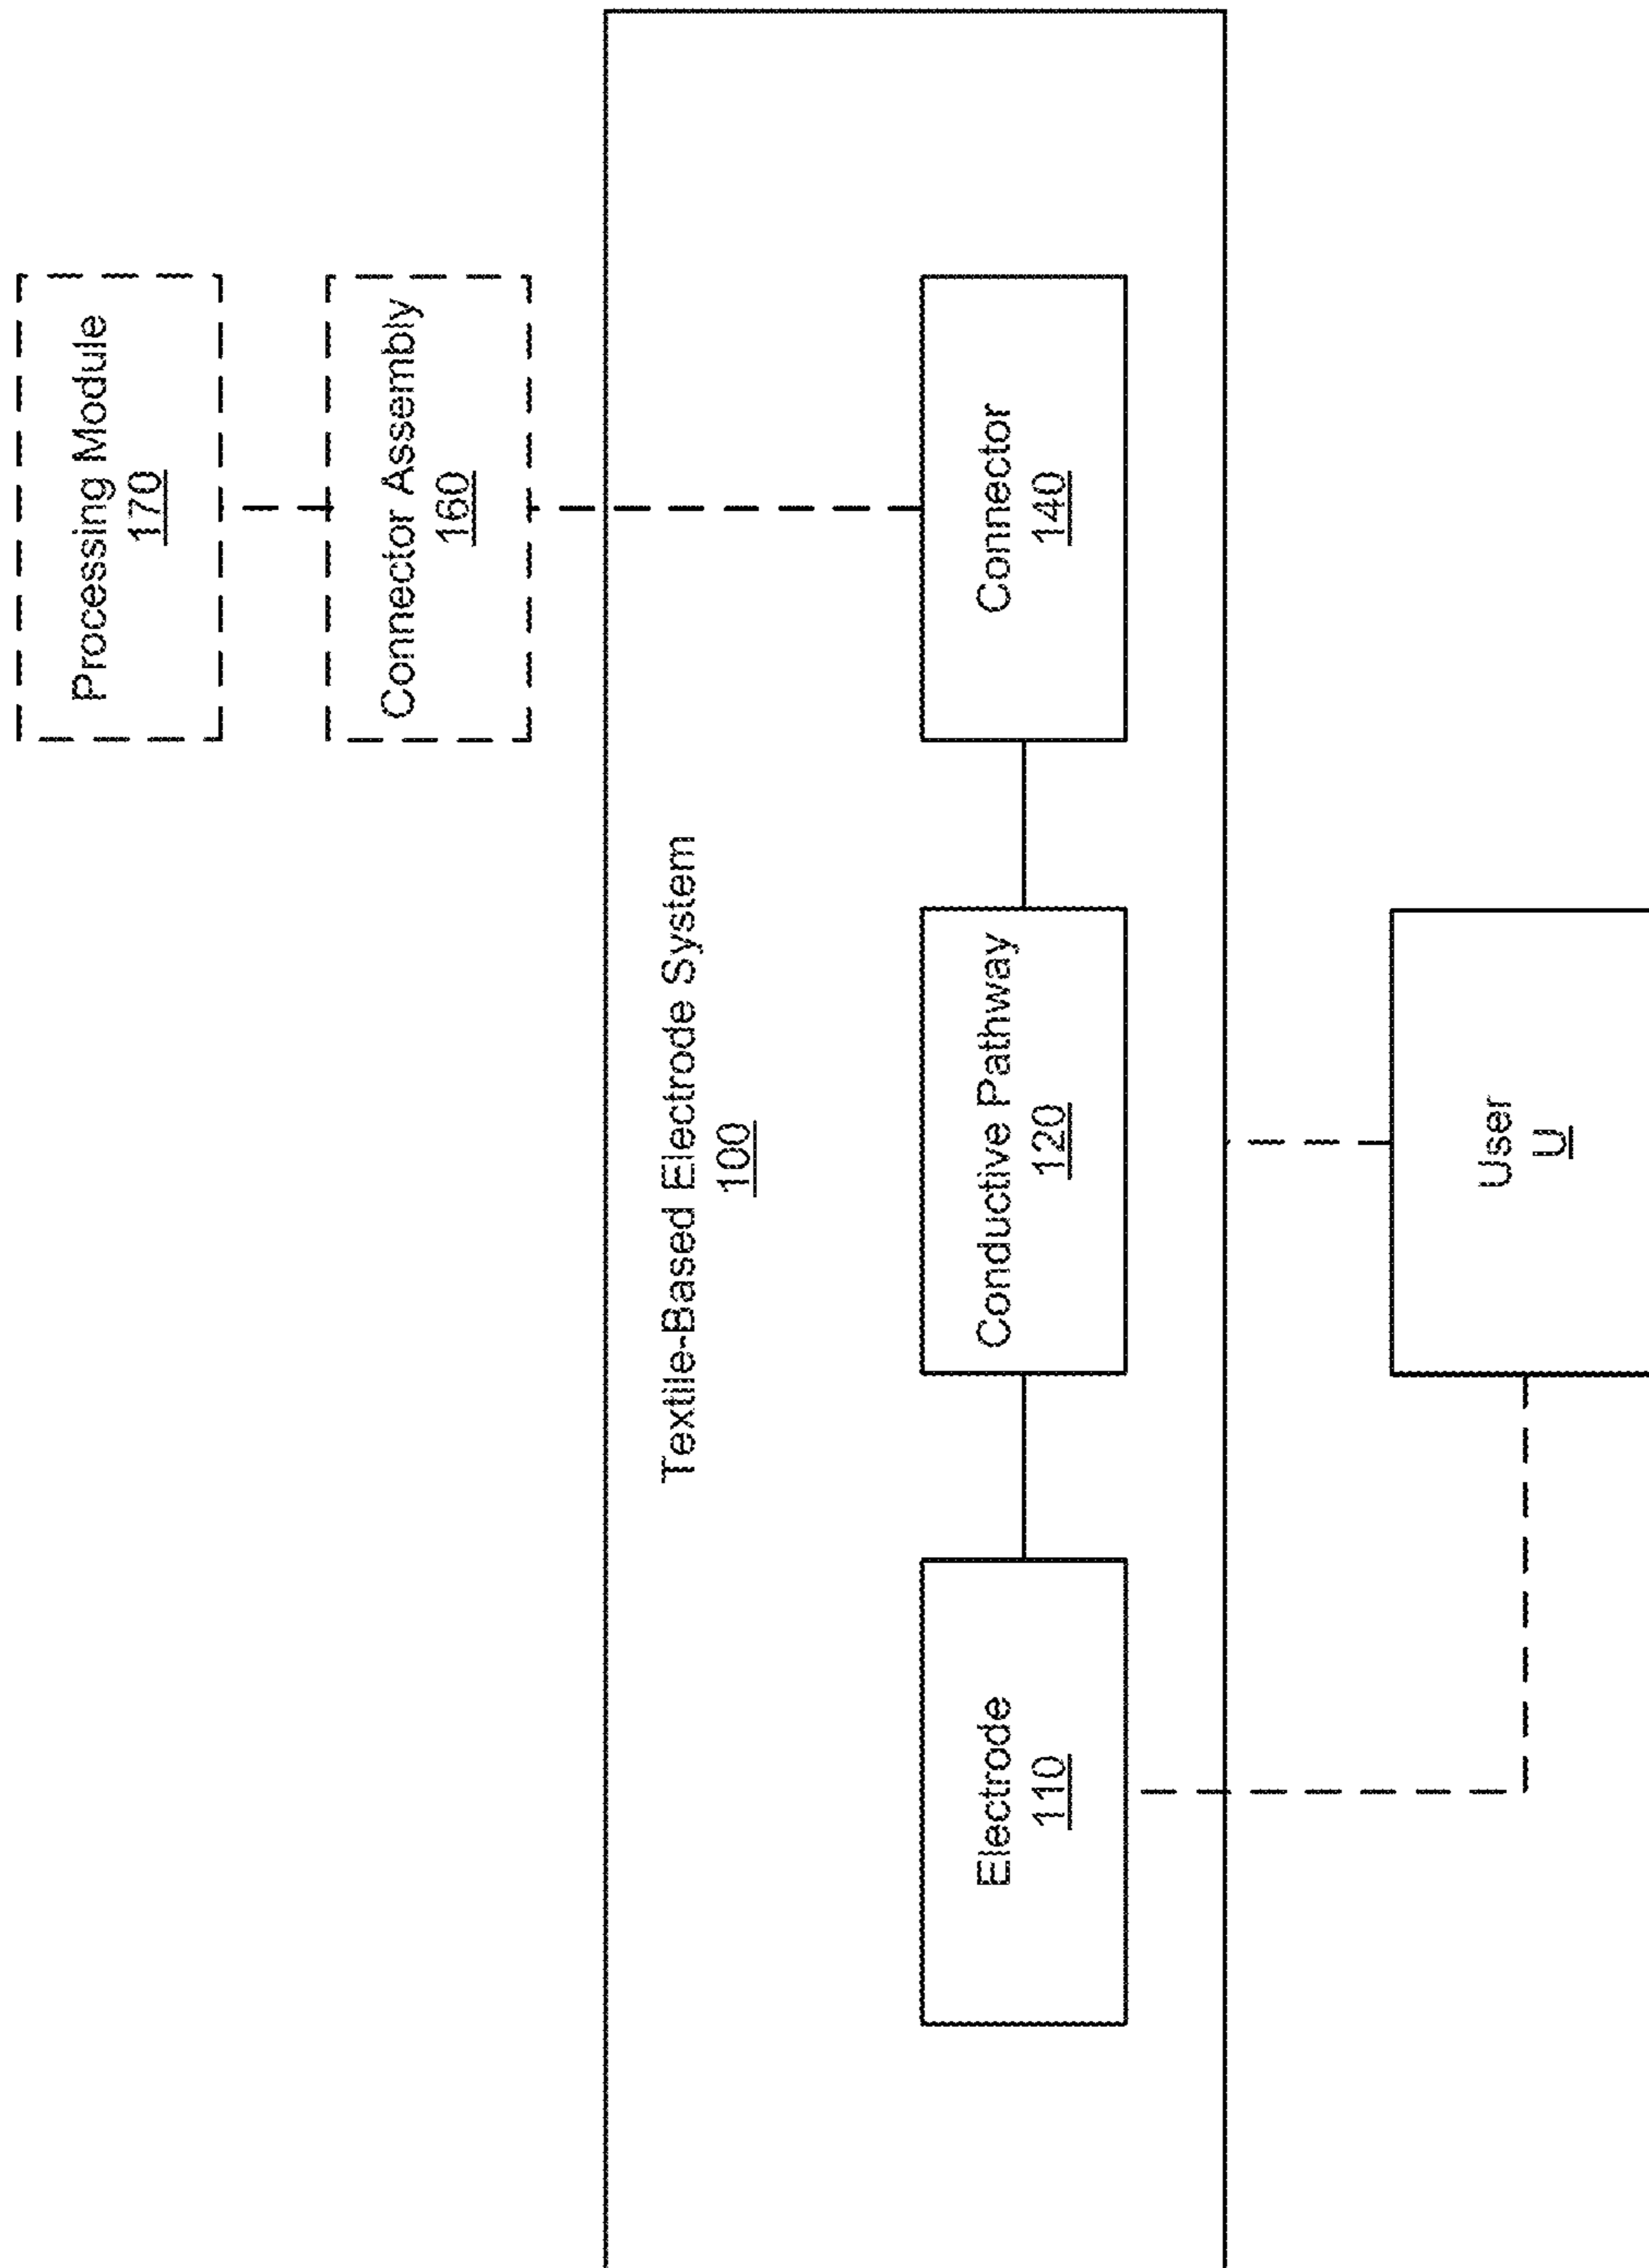 Processing Module
170
Connector Assembly
160
Textile-Based Electrode System
100
Electrode
110
Conductive Pathway
120
Connector
140
User
U